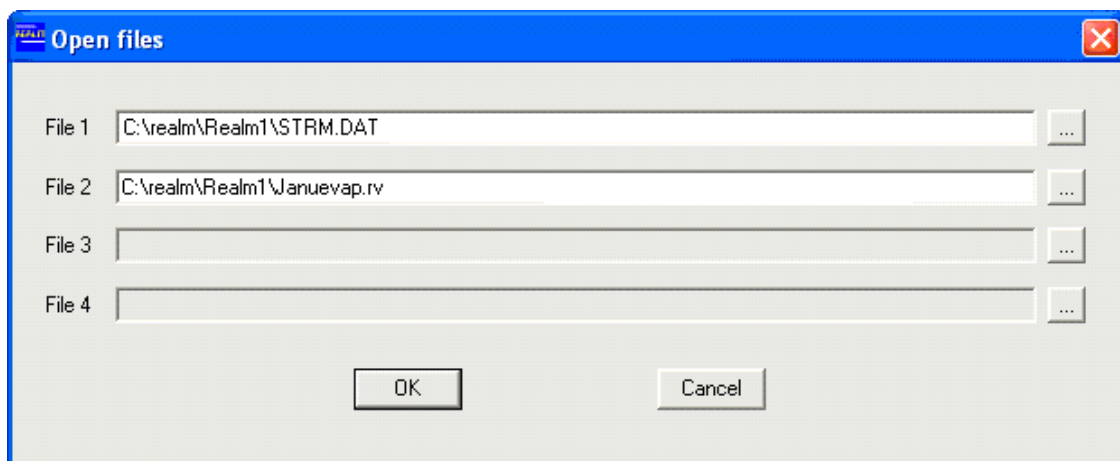 REALM Open files
File 1 C:\realm\Realm1\STRM.DAT ...
File 2 C:\realm\Realm1\Januevap.rv ...
File 3 ...
File 4 ...
OK Cancel